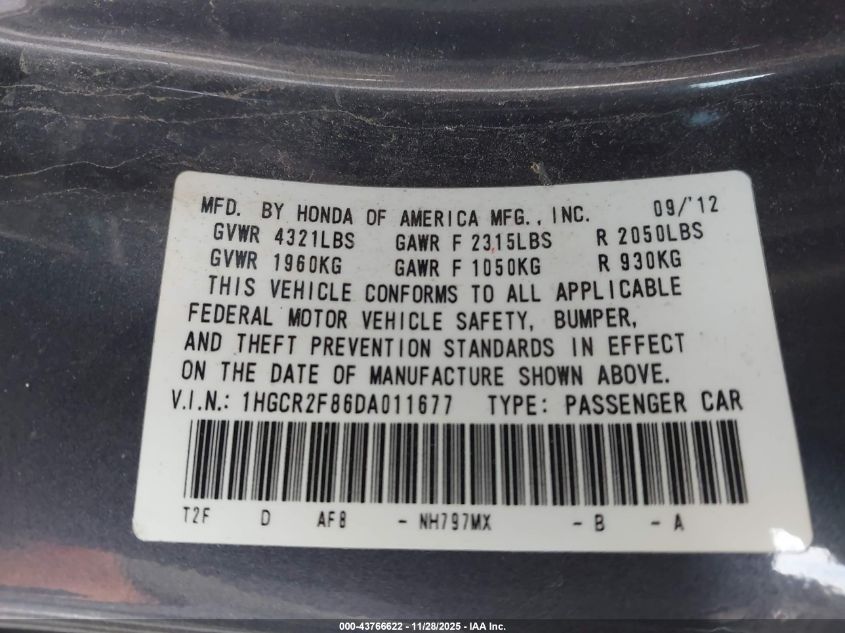 MFD. BY HONDA OF AMERICA MFG., INC. 09/'12
GVWR 4321LBS GAWR F 2315LBS R 2050LBS
GVWR 1960KG GAWR F 1050KG R 930KG
THIS VEHICLE CONFORMS TO ALL APPLICABLE
FEDERAL MOTOR VEHICLE SAFETY, BUMPER,
AND THEFT PREVENTION STANDARDS IN EFFECT
ON THE DATE OF MANUFACTURE SHOWN ABOVE.
V.I.N.: 1HGCR2F86DA011677 TYPE: PASSENGER CAR
T2F D AF8 - NH797MX - B - A
000-43766622 - 11/28/2025 - IAA Inc.